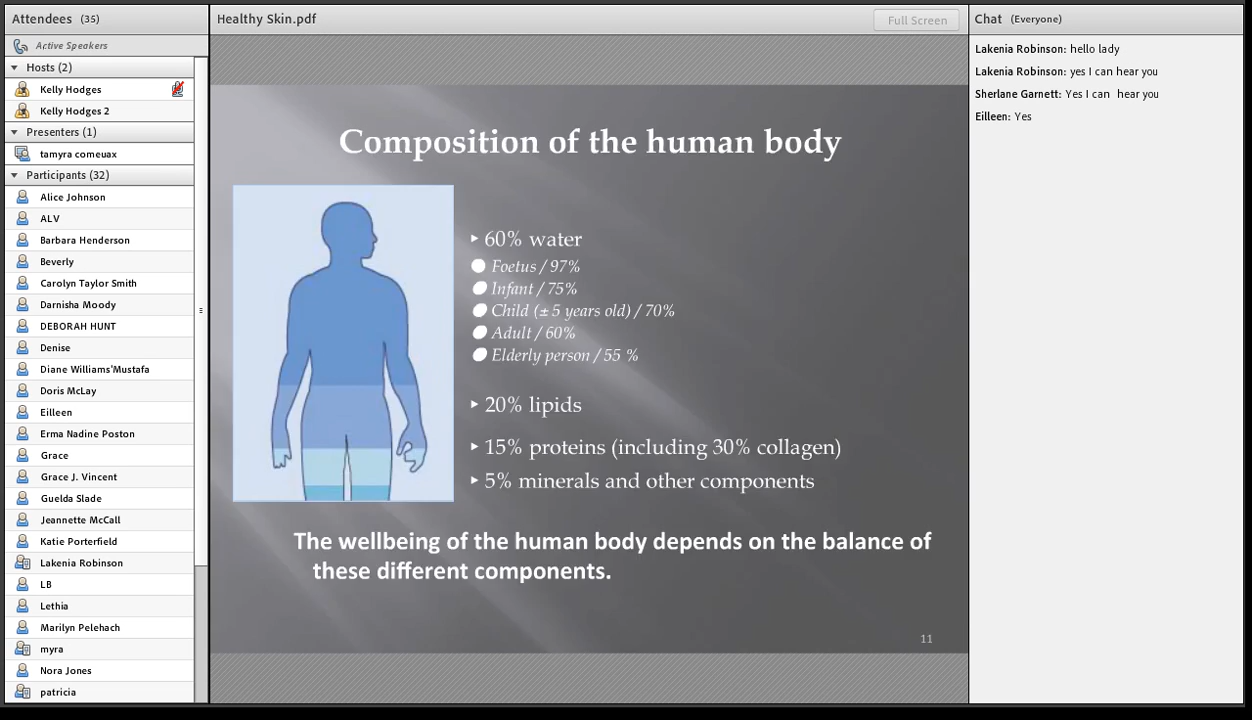 Attendees (35)
Active Speakers
Hosts (2)
Kelly Hodges
Kelly Hodges 2
Presenters (1)
tamyra comeuax
Participants (32)
Alice Johnson
ALV
Barbara Henderson
Beverly
Carolyn Taylor Smith
Darnisha Moody
DEBORAH HUNT
Denise
Diane Williams'Mustafa
Doris McLay
Eilleen
Erma Nadine Poston
Grace
Grace J. Vincent
Guelda Slade
Jeannette McCall
Katie Porterfield
Lakenia Robinson
LB
Lethia
Marilyn Pelehach
myra
Nora Jones
patricia
Healthy Skin.pdf
Full Screen
Composition of the human body
‣ 60% water
● Foetus / 97%
● Infant / 75%
● Child (± 5 years old) / 70%
● Adult / 60%
● Elderly person / 55 %
‣ 20% lipids
‣ 15% proteins (including 30% collagen)
‣ 5% minerals and other components
The wellbeing of the human body depends on the balance of
these different components.
11
Chat (Everyone)
Lakenia Robinson: hello lady
Lakenia Robinson: yes I can hear you
Sherlane Garnett: Yes I can hear you
Eilleen: Yes